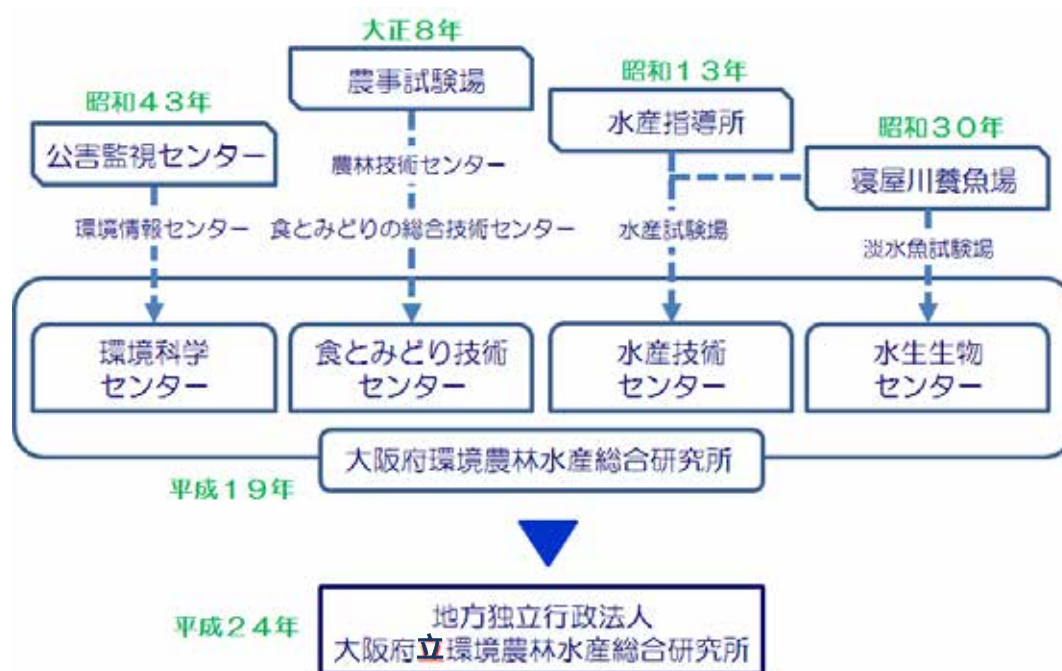 大正８年
農事試験場
昭和１３年
水産指導所
昭和４３年
公害監視センター
昭和３０年
寝屋川養魚場
農林技術センター
環境情報センター
食とみどりの総合技術センター
水産試験場
淡水魚試験場
環境科学
センター
食とみどり技術
センター
水産技術
センター
水生生物
センター
大阪府環境農林水産総合研究所
平成１９年
平成２４年
地方独立行政法人
大阪府立環境農林水産総合研究所